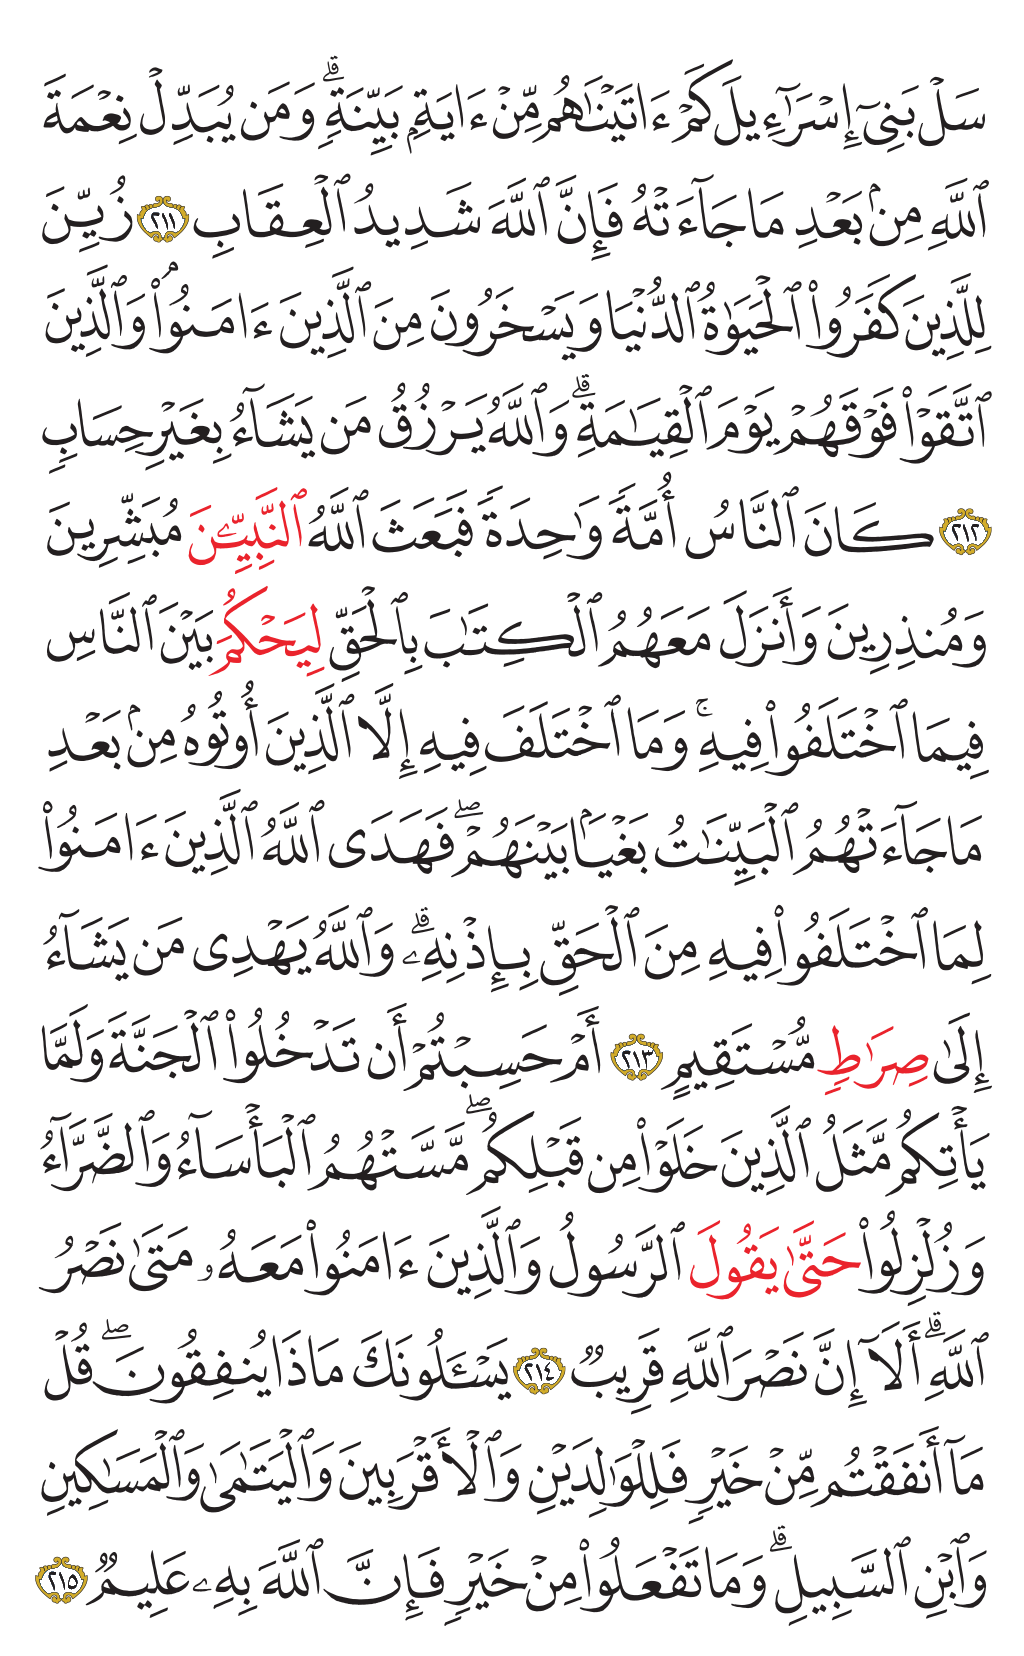 سَلْ بَنِىٓ إِسْرَٰٓءِيلَ كَمْ ءَاتَيْنَٰهُم مِّنْ ءَايَةٍۭ بَيِّنَةٍۢ ۗ وَمَن يُبَدِّلْ نِعْمَةَ
ٱللَّهِ مِنۢ بَعْدِ مَا جَآءَتْهُ فَإِنَّ ٱللَّهَ شَدِيدُ ٱلْعِقَابِ ٢١١ زُيِّنَ
لِلَّذِينَ كَفَرُوا۟ ٱلْحَيَوٰةُ ٱلدُّنْيَا وَيَسْخَرُونَ مِنَ ٱلَّذِينَ ءَامَنُوا۟ ۘ وَٱلَّذِينَ
ٱتَّقَوْا۟ فَوْقَهُمْ يَوْمَ ٱلْقِيَٰمَةِ ۗ وَٱللَّهُ يَرْزُقُ مَن يَشَآءُ بِغَيْرِ حِسَابٍۢ
٢١٢ كَانَ ٱلنَّاسُ أُمَّةًۭ وَٰحِدَةًۭ فَبَعَثَ ٱللَّهُ ٱلنَّبِيِّۦنَ مُبَشِّرِينَ
وَمُنذِرِينَ وَأَنزَلَ مَعَهُمُ ٱلْكِتَٰبَ بِٱلْحَقِّ لِيَحْكُمَ بَيْنَ ٱلنَّاسِ
فِيمَا ٱخْتَلَفُوا۟ فِيهِ ۚ وَمَا ٱخْتَلَفَ فِيهِ إِلَّا ٱلَّذِينَ أُوتُوهُ مِنۢ بَعْدِ
مَا جَآءَتْهُمُ ٱلْبَيِّنَٰتُ بَغْيَۢا بَيْنَهُمْ ۖ فَهَدَى ٱللَّهُ ٱلَّذِينَ ءَامَنُوا۟
لِمَا ٱخْتَلَفُوا۟ فِيهِ مِنَ ٱلْحَقِّ بِإِذْنِهِۦ ۗ وَٱللَّهُ يَهْدِى مَن يَشَآءُ
إِلَىٰ صِرَٰطٍۢ مُّسْتَقِيمٍ ٢١٣ أَمْ حَسِبْتُمْ أَن تَدْخُلُوا۟ ٱلْجَنَّةَ وَلَمَّا
يَأْتِكُم مَّثَلُ ٱلَّذِينَ خَلَوْا۟ مِن قَبْلِكُم ۖ مَّسَّتْهُمُ ٱلْبَأْسَآءُ وَٱلضَّرَّآءُ
وَزُلْزِلُوا۟ حَتَّىٰ يَقُولَ ٱلرَّسُولُ وَٱلَّذِينَ ءَامَنُوا۟ مَعَهُۥ مَتَىٰ نَصْرُ
ٱللَّهِ ۗ أَلَآ إِنَّ نَصْرَ ٱللَّهِ قَرِيبٌۭ ٢١٤ يَسْـَٔلُونَكَ مَاذَا يُنفِقُونَ ۖ قُلْ
مَآ أَنفَقْتُم مِّنْ خَيْرٍۢ فَلِلْوَٰلِدَيْنِ وَٱلْأَقْرَبِينَ وَٱلْيَتَٰمَىٰ وَٱلْمَسَٰكِينِ
وَٱبْنِ ٱلسَّبِيلِ ۗ وَمَا تَفْعَلُوا۟ مِنْ خَيْرٍۢ فَإِنَّ ٱللَّهَ بِهِۦ عَلِيمٌۭ ٢١٥